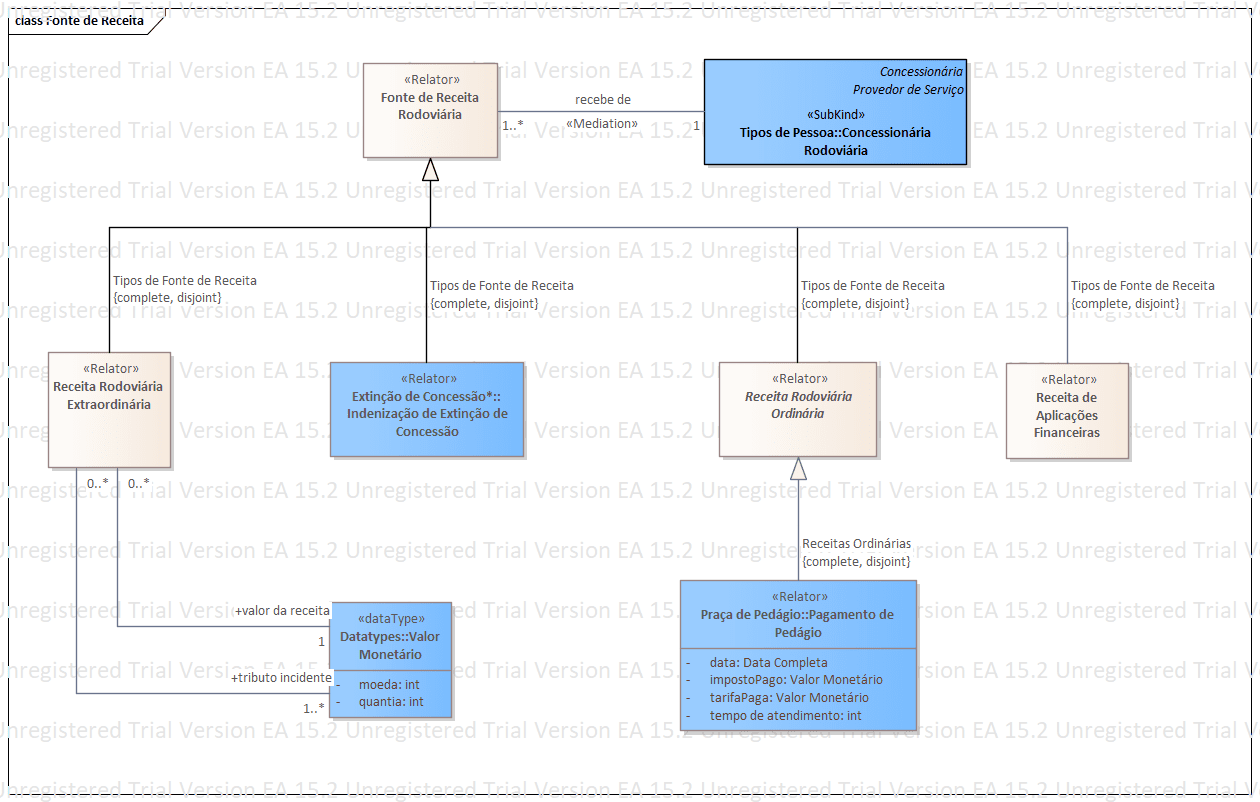 class Fonte de Receita
«Relator»
Fonte de Receita
Rodoviária
recebe de
«Mediation»
1..*
1
Concessionária
Provedor de Serviço
«SubKind»
Tipos de Pessoa::Concessionária
Rodoviária
Tipos de Fonte de Receita
{complete, disjoint}
Tipos de Fonte de Receita
{complete, disjoint}
Tipos de Fonte de Receita
{complete, disjoint}
Tipos de Fonte de Receita
{complete, disjoint}
«Relator»
Receita Rodoviária
Extraordinária
«Relator»
Extinção de Concessão*::
Indenização de Extinção de
Concessão
«Relator»
Receita Rodoviária
Ordinária
«Relator»
Receita de
Aplicações
Financeiras
0..*
0..*
Receitas Ordinárias
{complete, disjoint}
+valor da receita
1
+tributo incidente
1..*
«dataType»
Datatypes::Valor
Monetário
- moeda: int
- quantia: int
«Relator»
Praça de Pedágio::Pagamento de
Pedágio
- data: Data Completa
- impostoPago: Valor Monetário
- tarifaPaga: Valor Monetário
- tempo de atendimento: int
Unregistered Trial Version EA 15.2 Unregistered Trial Version EA 15.2 Unregistered Trial Version EA 15.2 Unregistered Trial Version